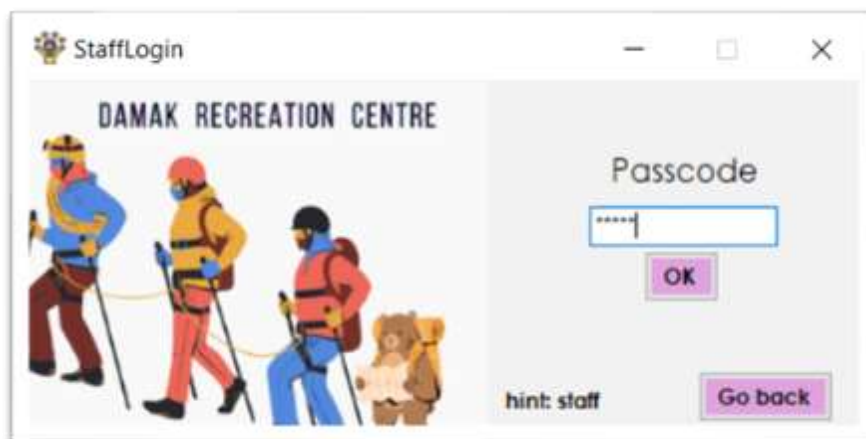 StaffLogin
DAMAK RECREATION CENTRE
Passcode
*****
OK
hint: staff
Go back